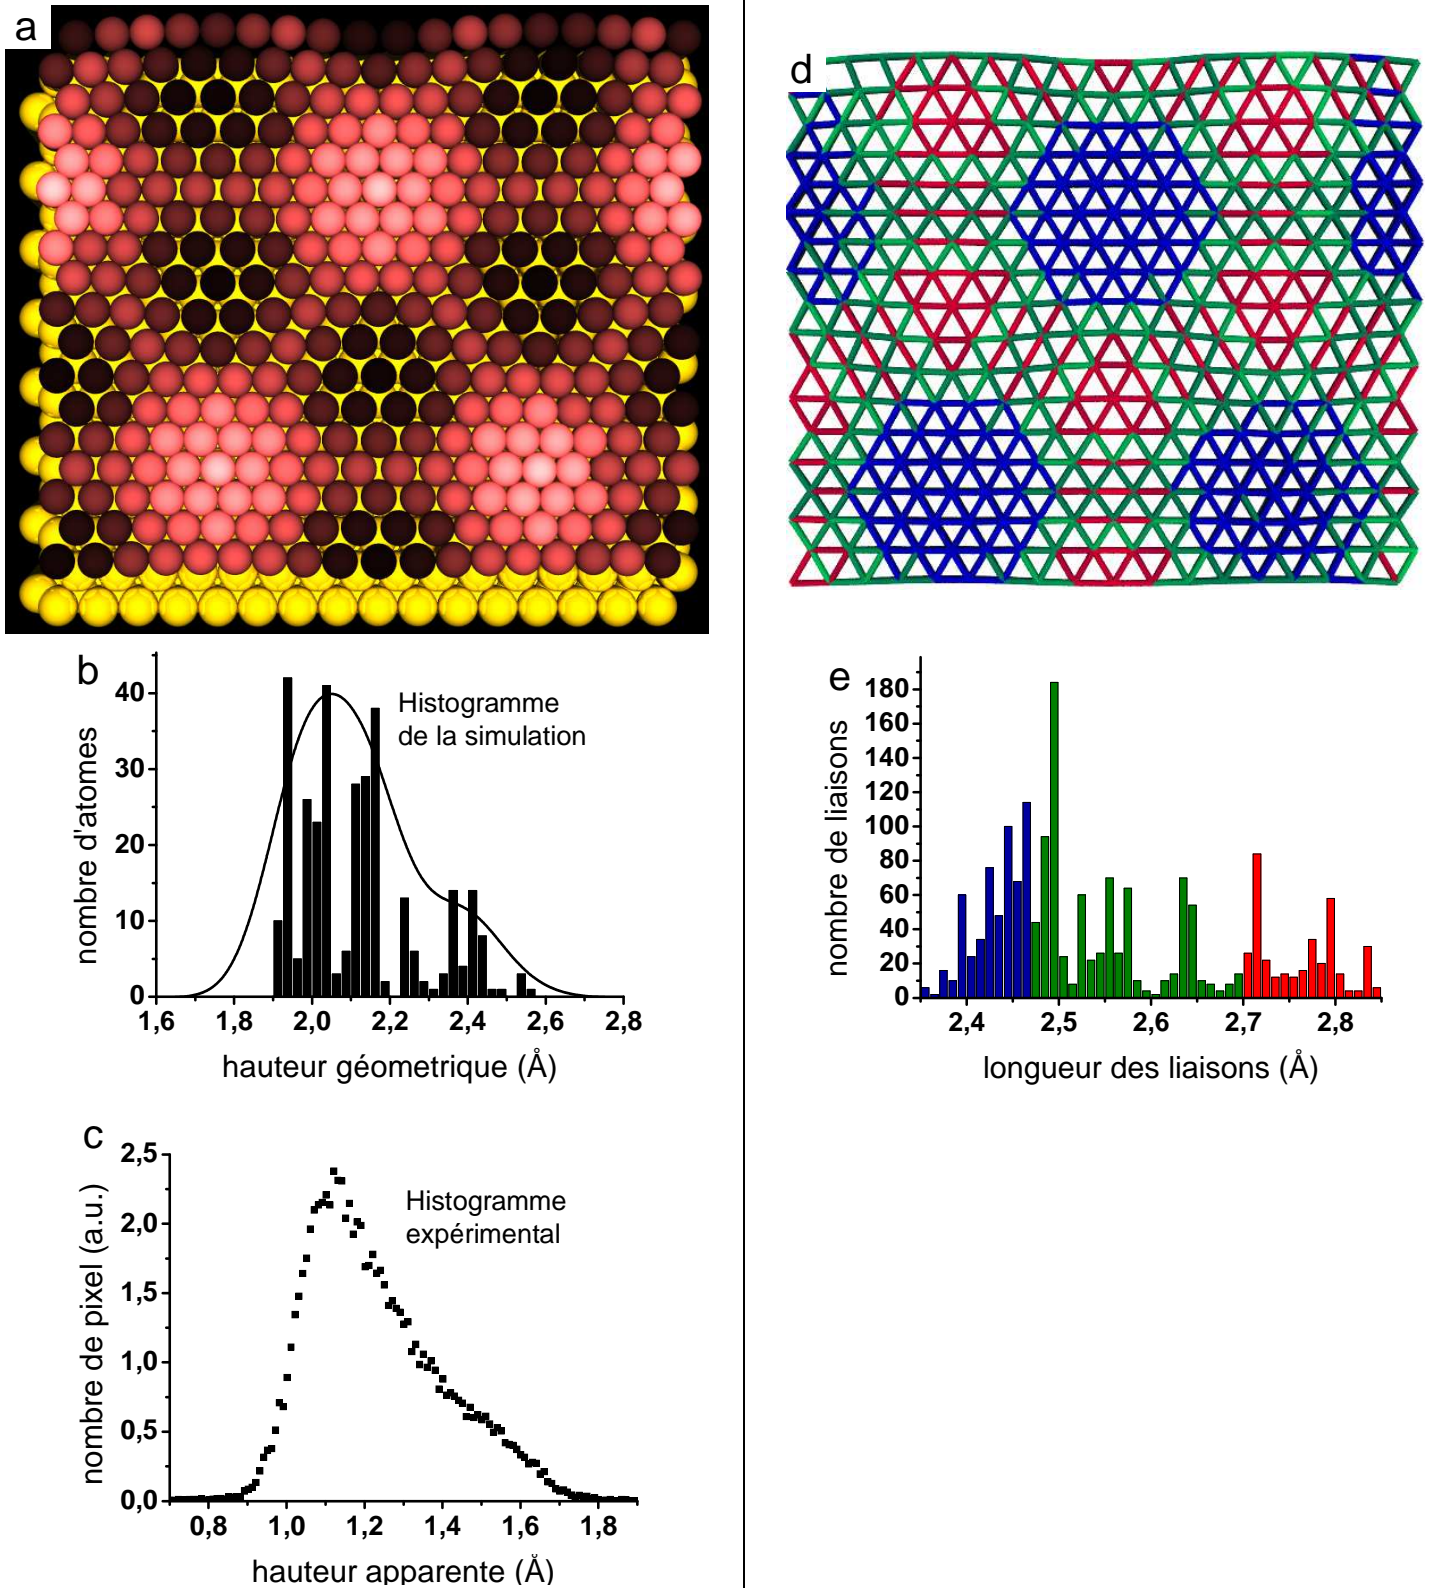 a
b
40
30
20
10
0
1,6 1,8 2,0 2,2 2,4 2,6 2,8
nombre d'atomes
hauteur géometrique (Å)
Histogramme
de la simulation
c
2,5
2,0
1,5
1,0
0,5
0,0
0,8 1,0 1,2 1,4 1,6 1,8
nombre de pixel (a.u.)
hauteur apparente (Å)
Histogramme
expérimental
d
e
180
160
140
120
100
80
60
40
20
0
2,4 2,5 2,6 2,7 2,8
nombre de liaisons
longueur des liaisons (Å)